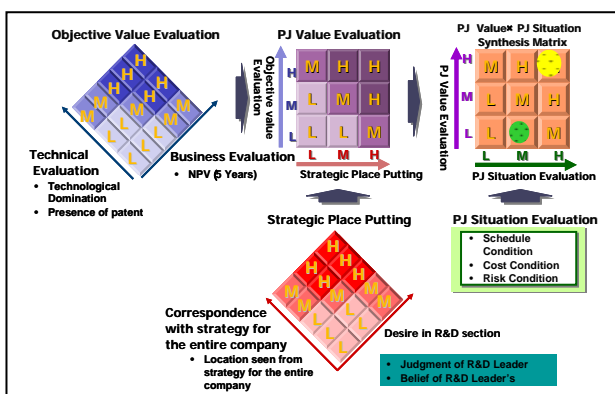 Objective Value Evaluation
H
H H
H H
M H M
M M
L L
L L
L
Technical
Evaluation
• Technological
Domination
• Presence of patent
Business Evaluation
• NPV (5 Years)
PJ Value Evaluation
Objective value
Evaluation
H
M
L
M H H
L M H
L L M
L M H
Strategic Place Putting
PJ Value× PJ Situation
Synthesis Matrix
PJ Value Evaluation
H
M
L
M H
L M H
L M M
L M H
PJ Situation Evaluation
Strategic Place Putting
H
H H
H H
M H M
M M
L L
L L
L
Correspondence
with strategy for
the entire company
• Location seen from
strategy for the entire
company
Desire in R&D section
• Judgment of R&D Leader
• Belief of R&D Leader's
PJ Situation Evaluation
• Schedule
Condition
• Cost Condition
• Risk Condition